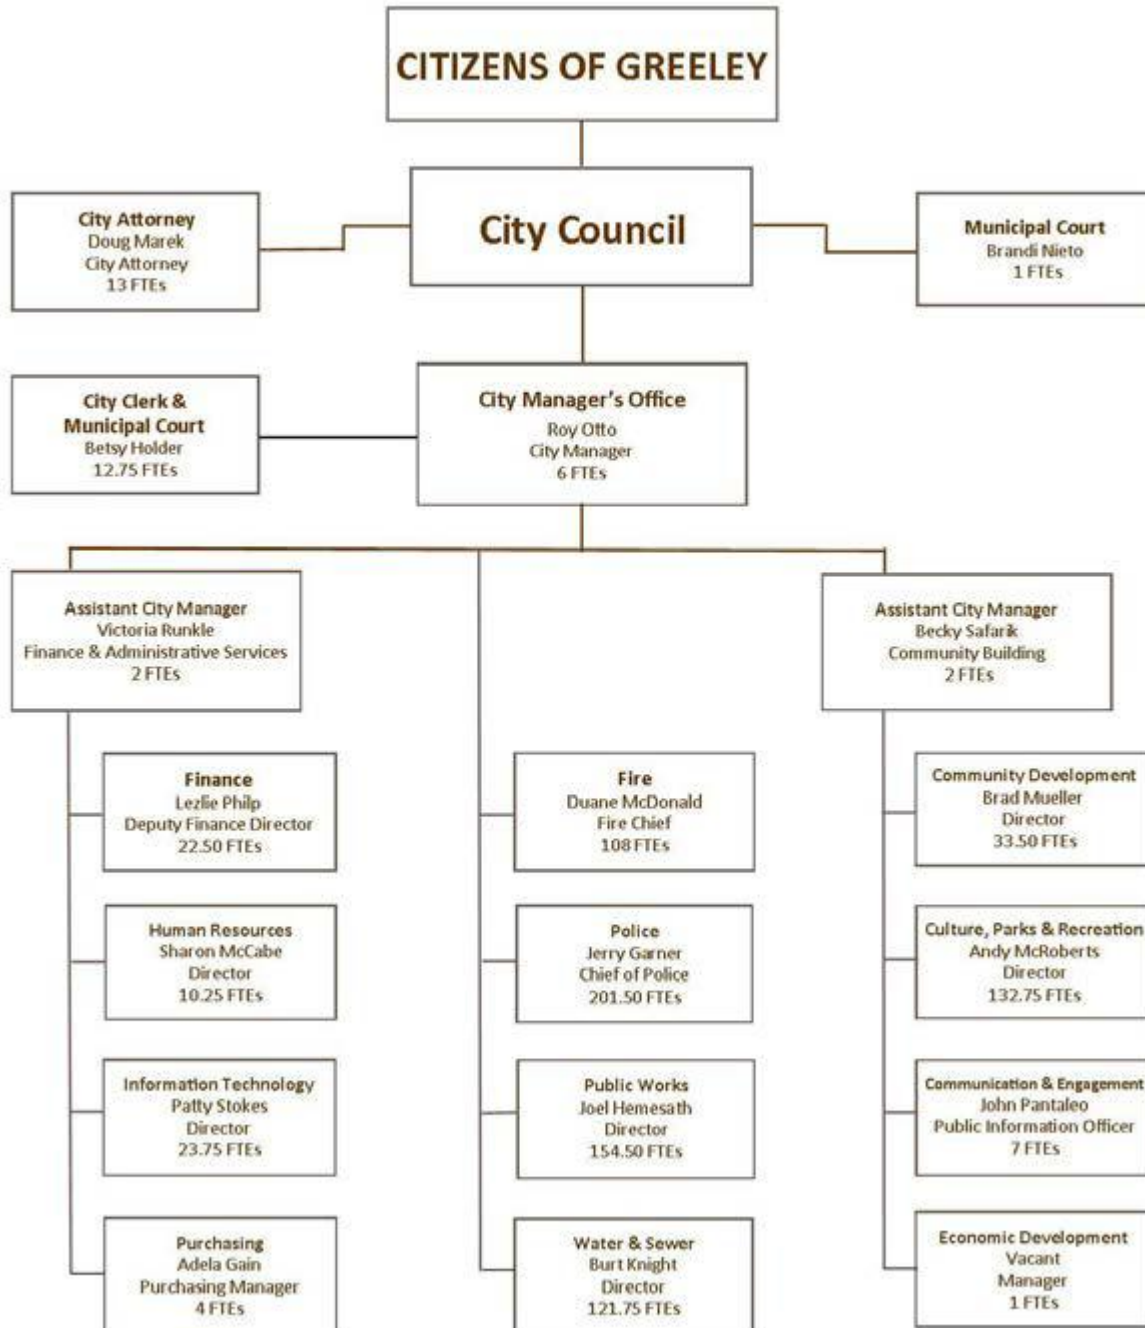 CITIZENS OF GREELEY
City Council
City Attorney
Doug Marek
City Attorney
13 FTEs
Municipal Court
Brandi Nieto
1 FTEs
City Clerk &
Municipal Court
Betsy Holder
12.75 FTEs
City Manager's Office
Roy Otto
City Manager
6 FTEs
Assistant City Manager
Victoria Runkle
Finance & Administrative Services
2 FTEs
Assistant City Manager
Becky Safarik
Community Building
2 FTEs
Finance
Lezlie Philp
Deputy Finance Director
22.50 FTEs
Human Resources
Sharon McCabe
Director
10.25 FTEs
Information Technology
Patty Stokes
Director
23.75 FTEs
Purchasing
Adela Gain
Purchasing Manager
4 FTEs
Fire
Duane McDonald
Fire Chief
108 FTEs
Police
Jerry Garner
Chief of Police
201.50 FTEs
Public Works
Joel Hemesath
Director
154.50 FTEs
Water & Sewer
Burt Knight
Director
121.75 FTEs
Community Development
Brad Mueller
Director
33.50 FTEs
Culture, Parks & Recreation
Andy McRoberts
Director
132.75 FTEs
Communication & Engagement
John Pantaleo
Public Information Officer
7 FTEs
Economic Development
Vacant
Manager
1 FTEs